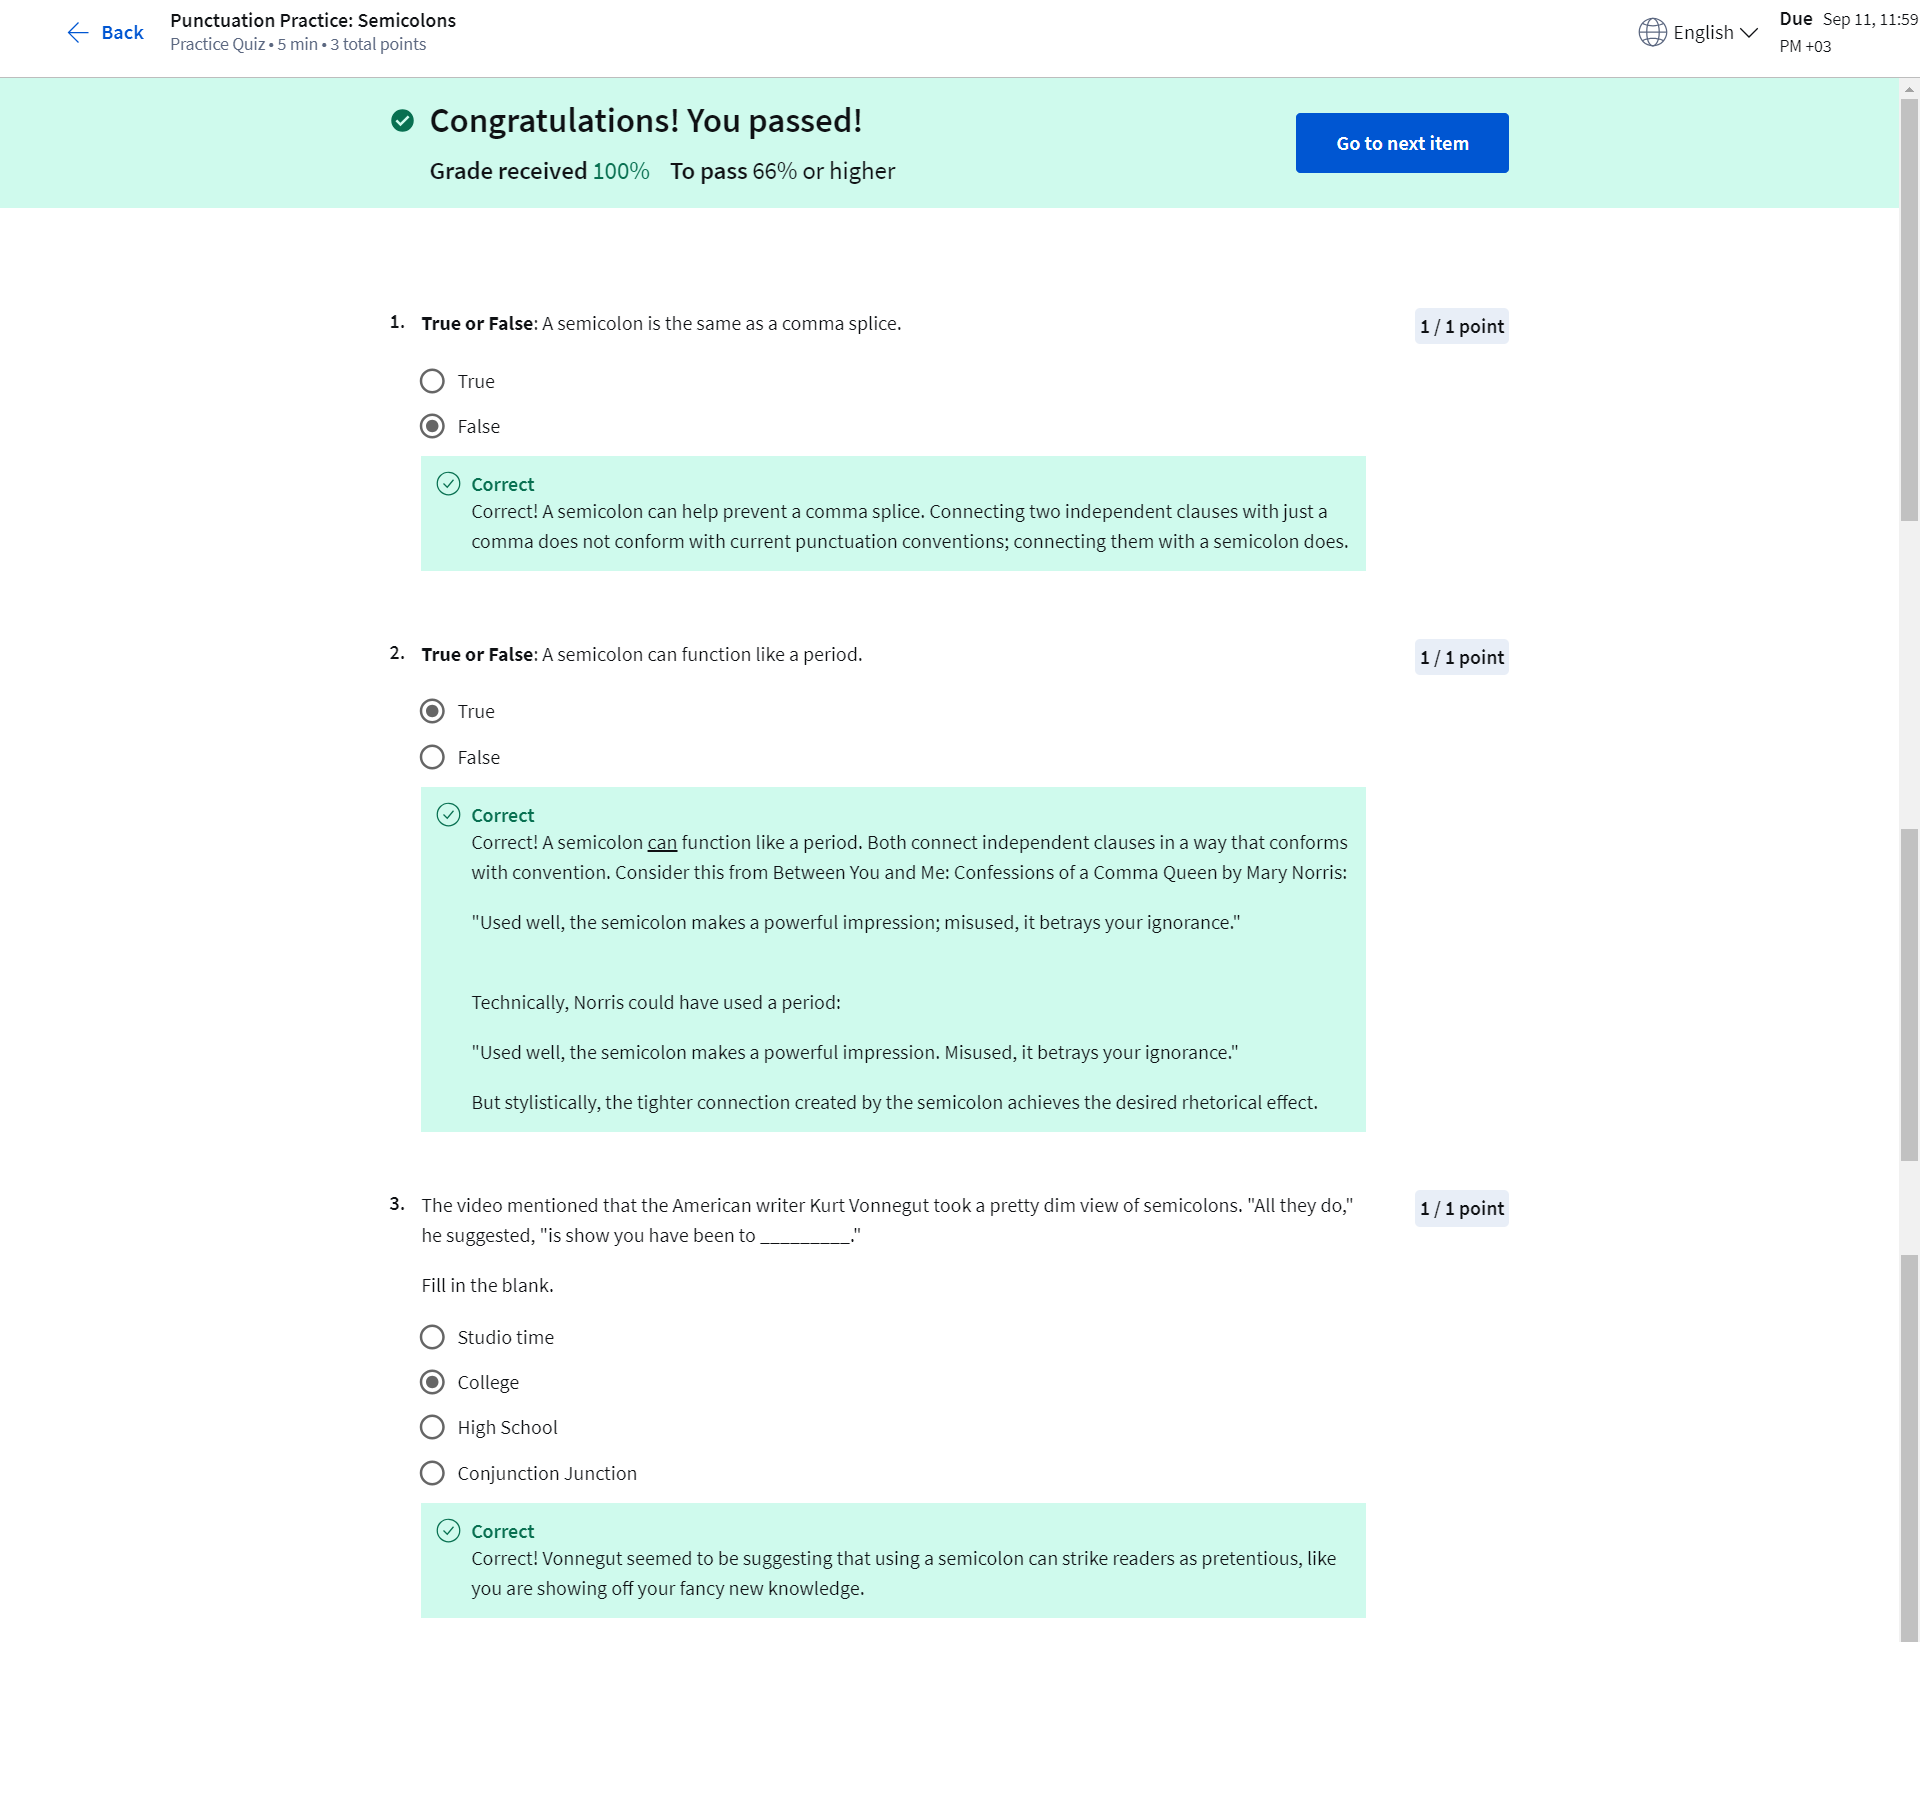 Back
Punctuation Practice: Semicolons
Practice Quiz • 5 min • 3 total points
English
Due Sep 11, 11:59
PM +03
Congratulations! You passed!
Grade received 100% To pass 66% or higher
Go to next item
1. True or False: A semicolon is the same as a comma splice.
1 / 1 point
True
False
Correct
Correct! A semicolon can help prevent a comma splice. Connecting two independent clauses with just a
comma does not conform with current punctuation conventions; connecting them with a semicolon does.
2. True or False: A semicolon can function like a period.
1 / 1 point
True
False
Correct
Correct! A semicolon can function like a period. Both connect independent clauses in a way that conforms
with convention. Consider this from Between You and Me: Confessions of a Comma Queen by Mary Norris:
"Used well, the semicolon makes a powerful impression; misused, it betrays your ignorance."
Technically, Norris could have used a period:
"Used well, the semicolon makes a powerful impression. Misused, it betrays your ignorance."
But stylistically, the tighter connection created by the semicolon achieves the desired rhetorical effect.
3. The video mentioned that the American writer Kurt Vonnegut took a pretty dim view of semicolons. "All they do,"
1 / 1 point
he suggested, "is show you have been to _________."
Fill in the blank.
Studio time
College
High School
Conjunction Junction
Correct
Correct! Vonnegut seemed to be suggesting that using a semicolon can strike readers as pretentious, like
you are showing off your fancy new knowledge.